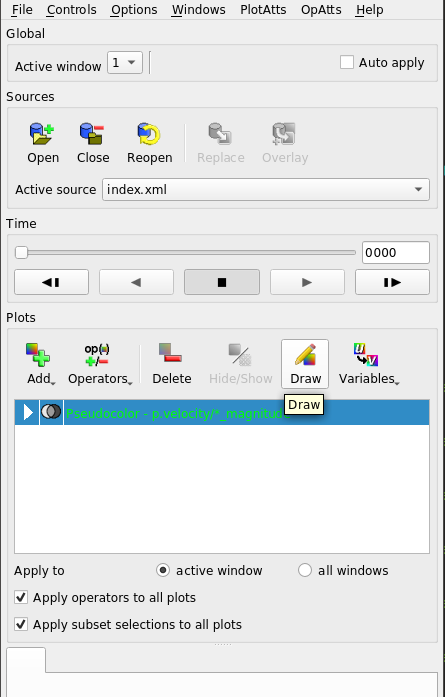 File Controls Options Windows PlotAtts OpAtts Help
Global
Active window 1 Auto apply
Sources
Open Close Reopen Replace Overlay
Active source index.xml
Time
0000
Plots
op()
Add Operators Delete Hide/Show Draw Variables
Draw
Pseudocolor - p.velocity/*_magnitud
Apply to active window all windows
Apply operators to all plots
Apply subset selections to all plots